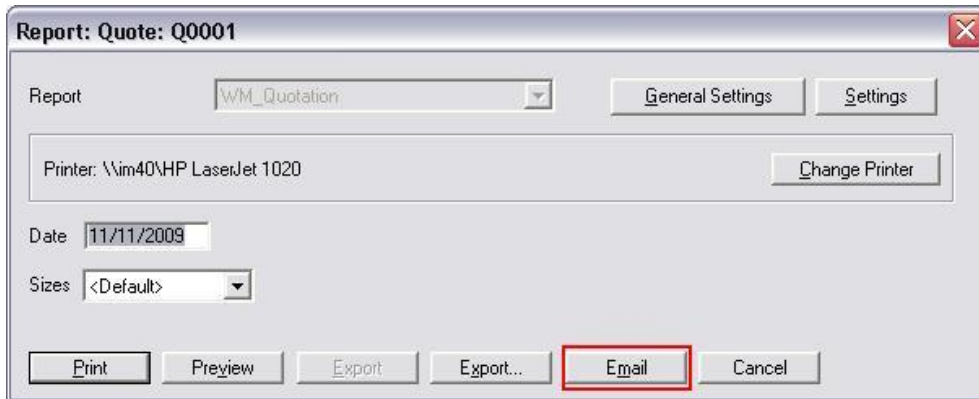 Report: Quote: Q0001
Report WM_Quotation General Settings Settings
Printer: \\im40\HP LaserJet 1020 Change Printer
Date 11/11/2009
Sizes <Default>
Print Preview Export Export... Email Cancel